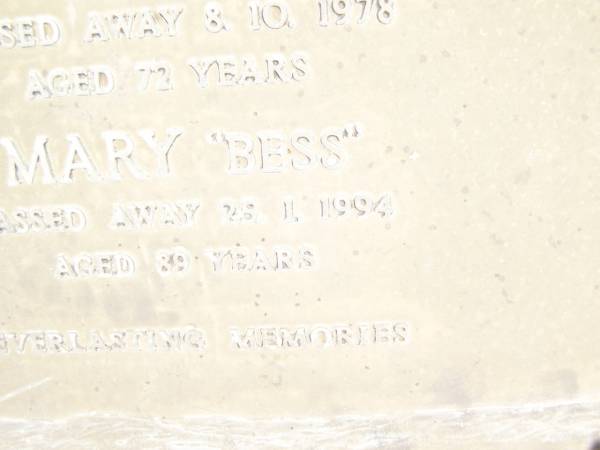 SED AWAY 8. 10. 1978
AGED 72 YEARS
MARY "BESS"
ASSED AWAY 28. 1. 1994
AGED 89 YEARS
EVERLASTING MEMORIES